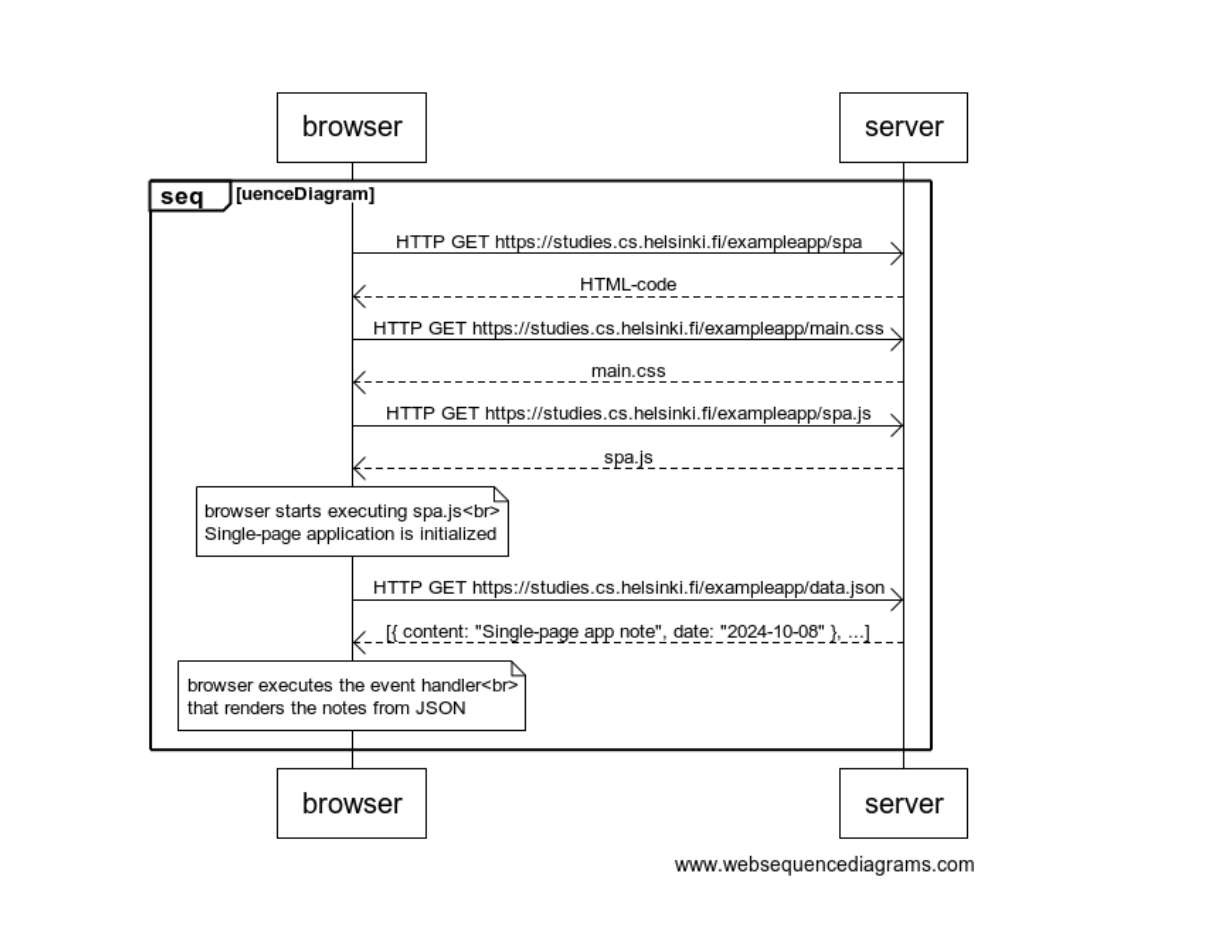 browser
server
seq [uenceDiagram]
HTTP GET https://studies.cs.helsinki.fi/exampleapp/spa
HTML-code
HTTP GET https://studies.cs.helsinki.fi/exampleapp/main.css
main.css
HTTP GET https://studies.cs.helsinki.fi/exampleapp/spa.js
spa.js
browser starts executing spa.js<br>
Single-page application is initialized
HTTP GET https://studies.cs.helsinki.fi/exampleapp/data.json
[{ content: "Single-page app note", date: "2024-10-08" }, ...]
browser executes the event handler<br>
that renders the notes from JSON
browser
server
www.websequencediagrams.com